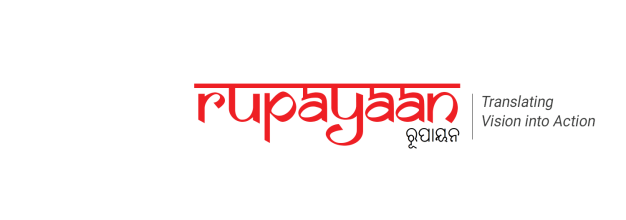 rupayaan
ରୂପାୟନ
Translating
Vision into Action